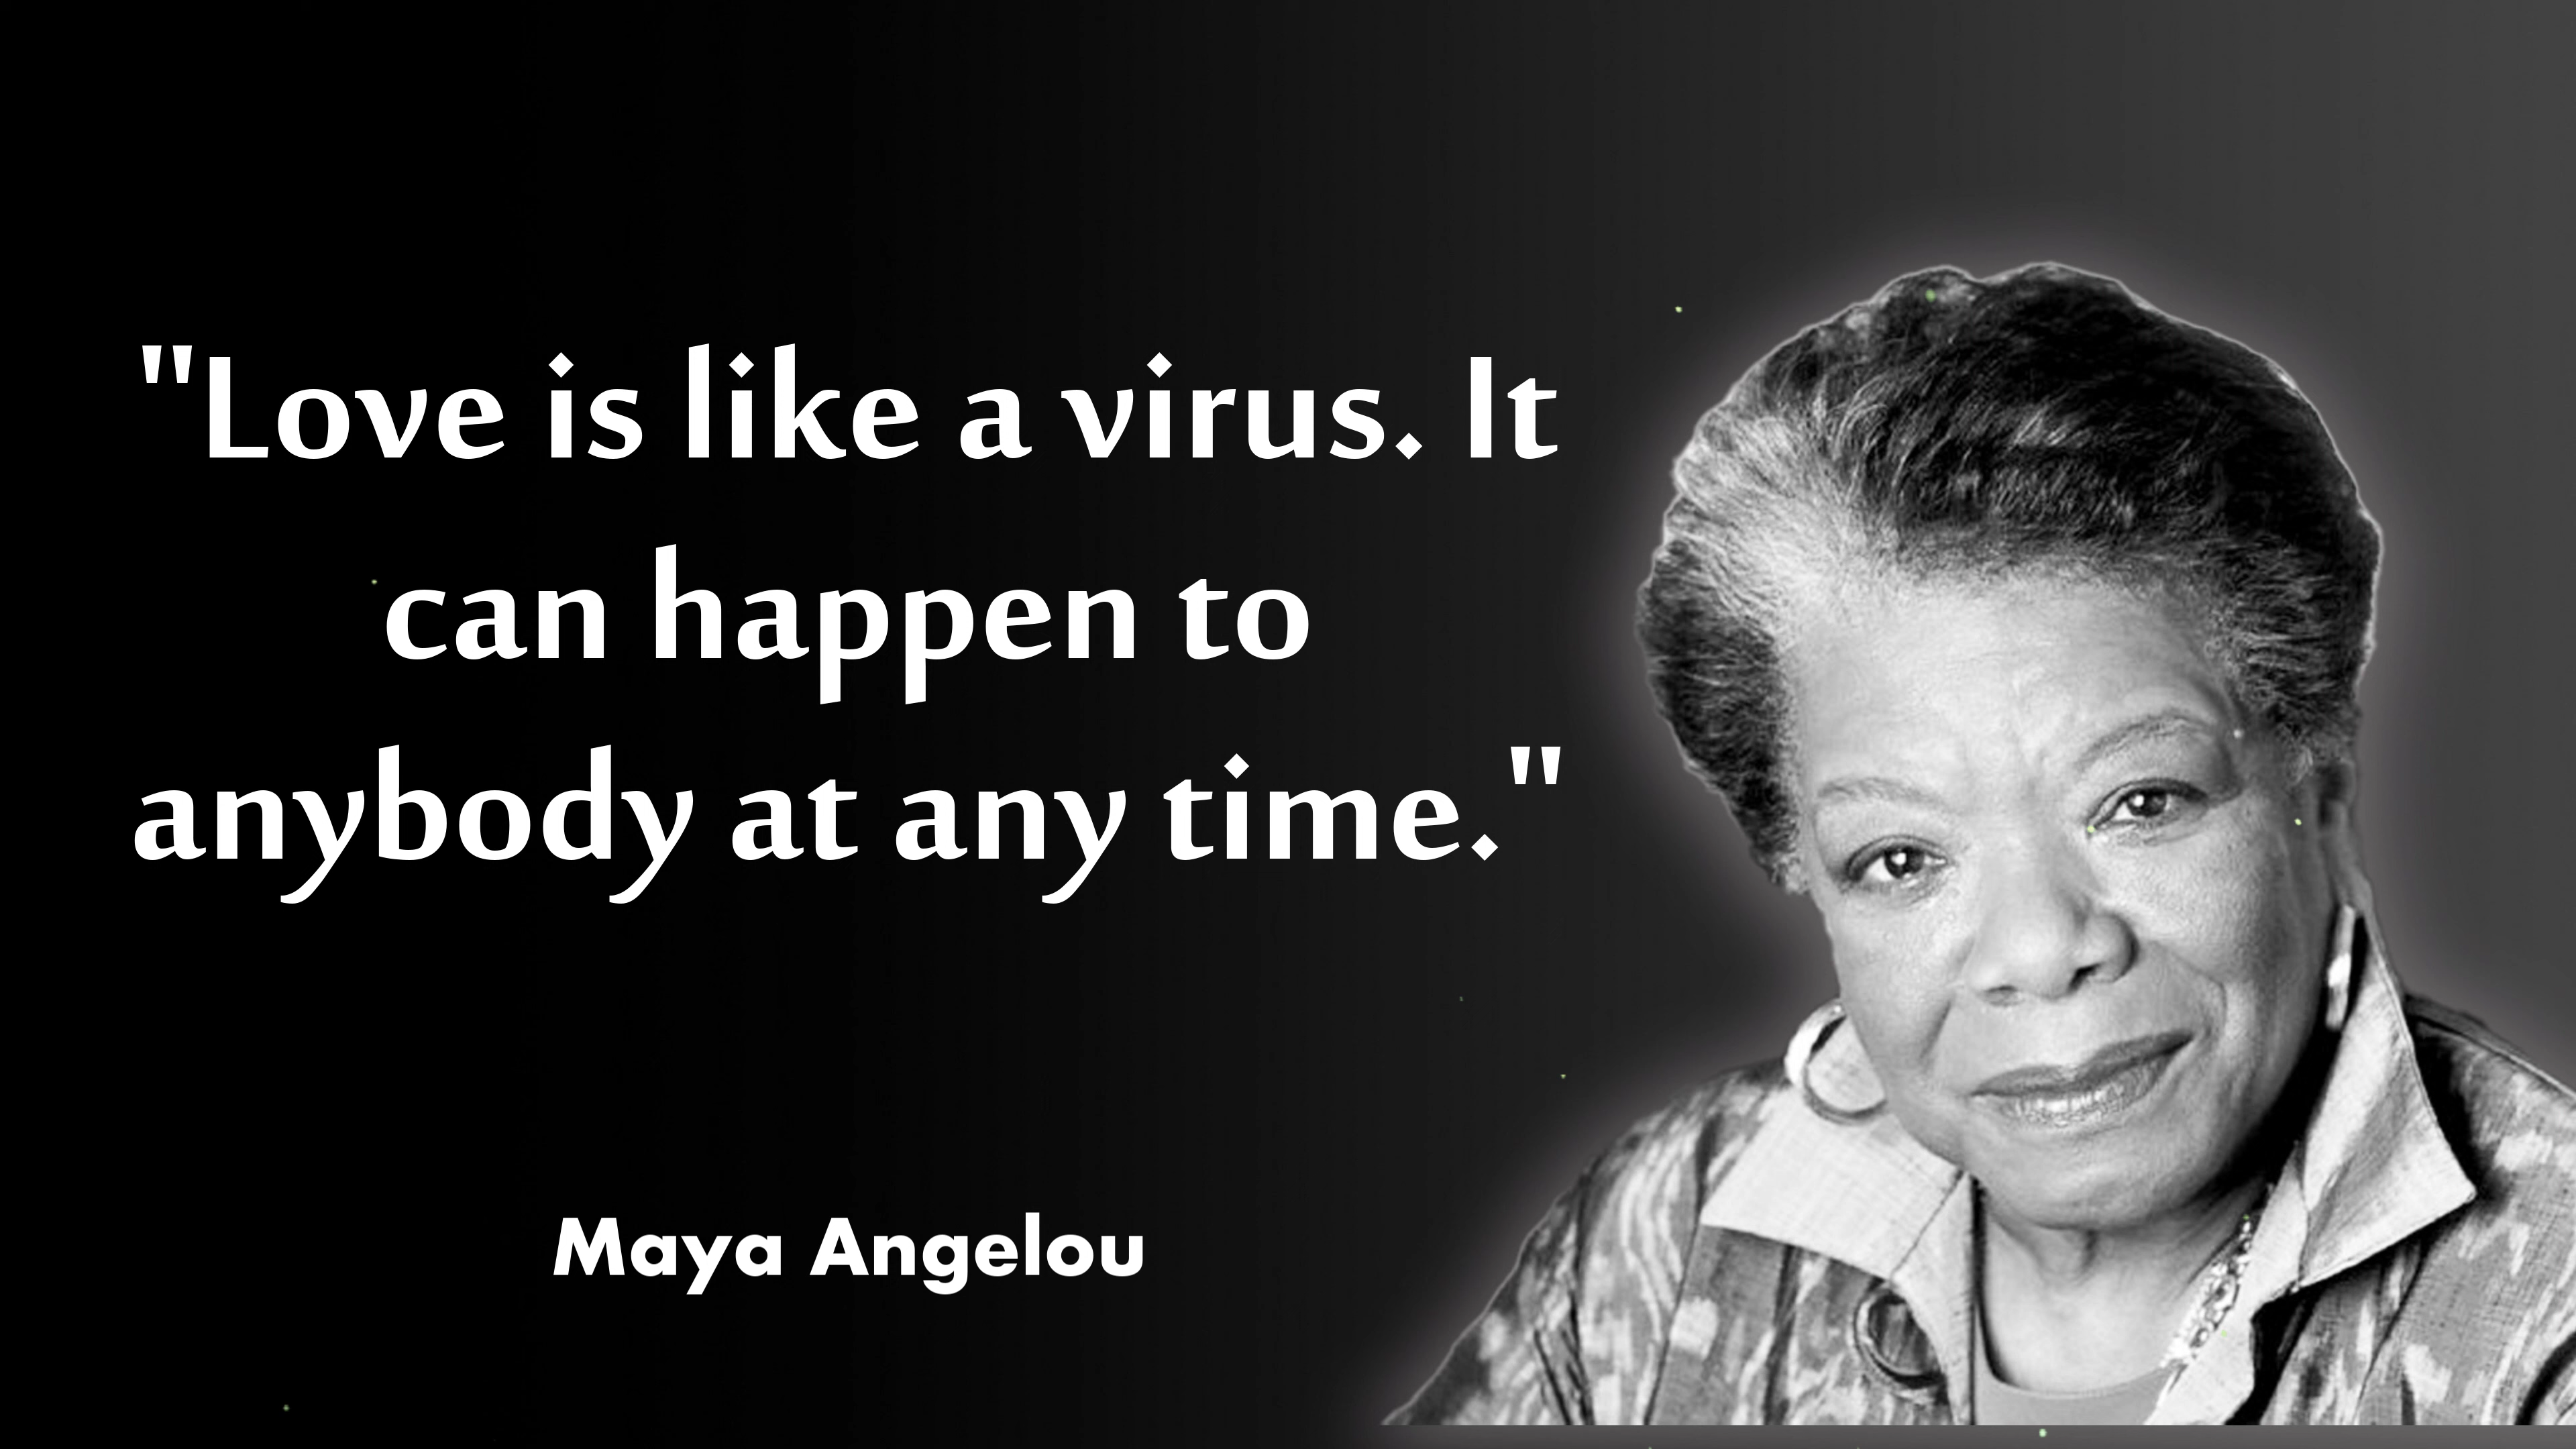 "Love is like a virus. It
can happen to
anybody at any time."
Maya Angelou